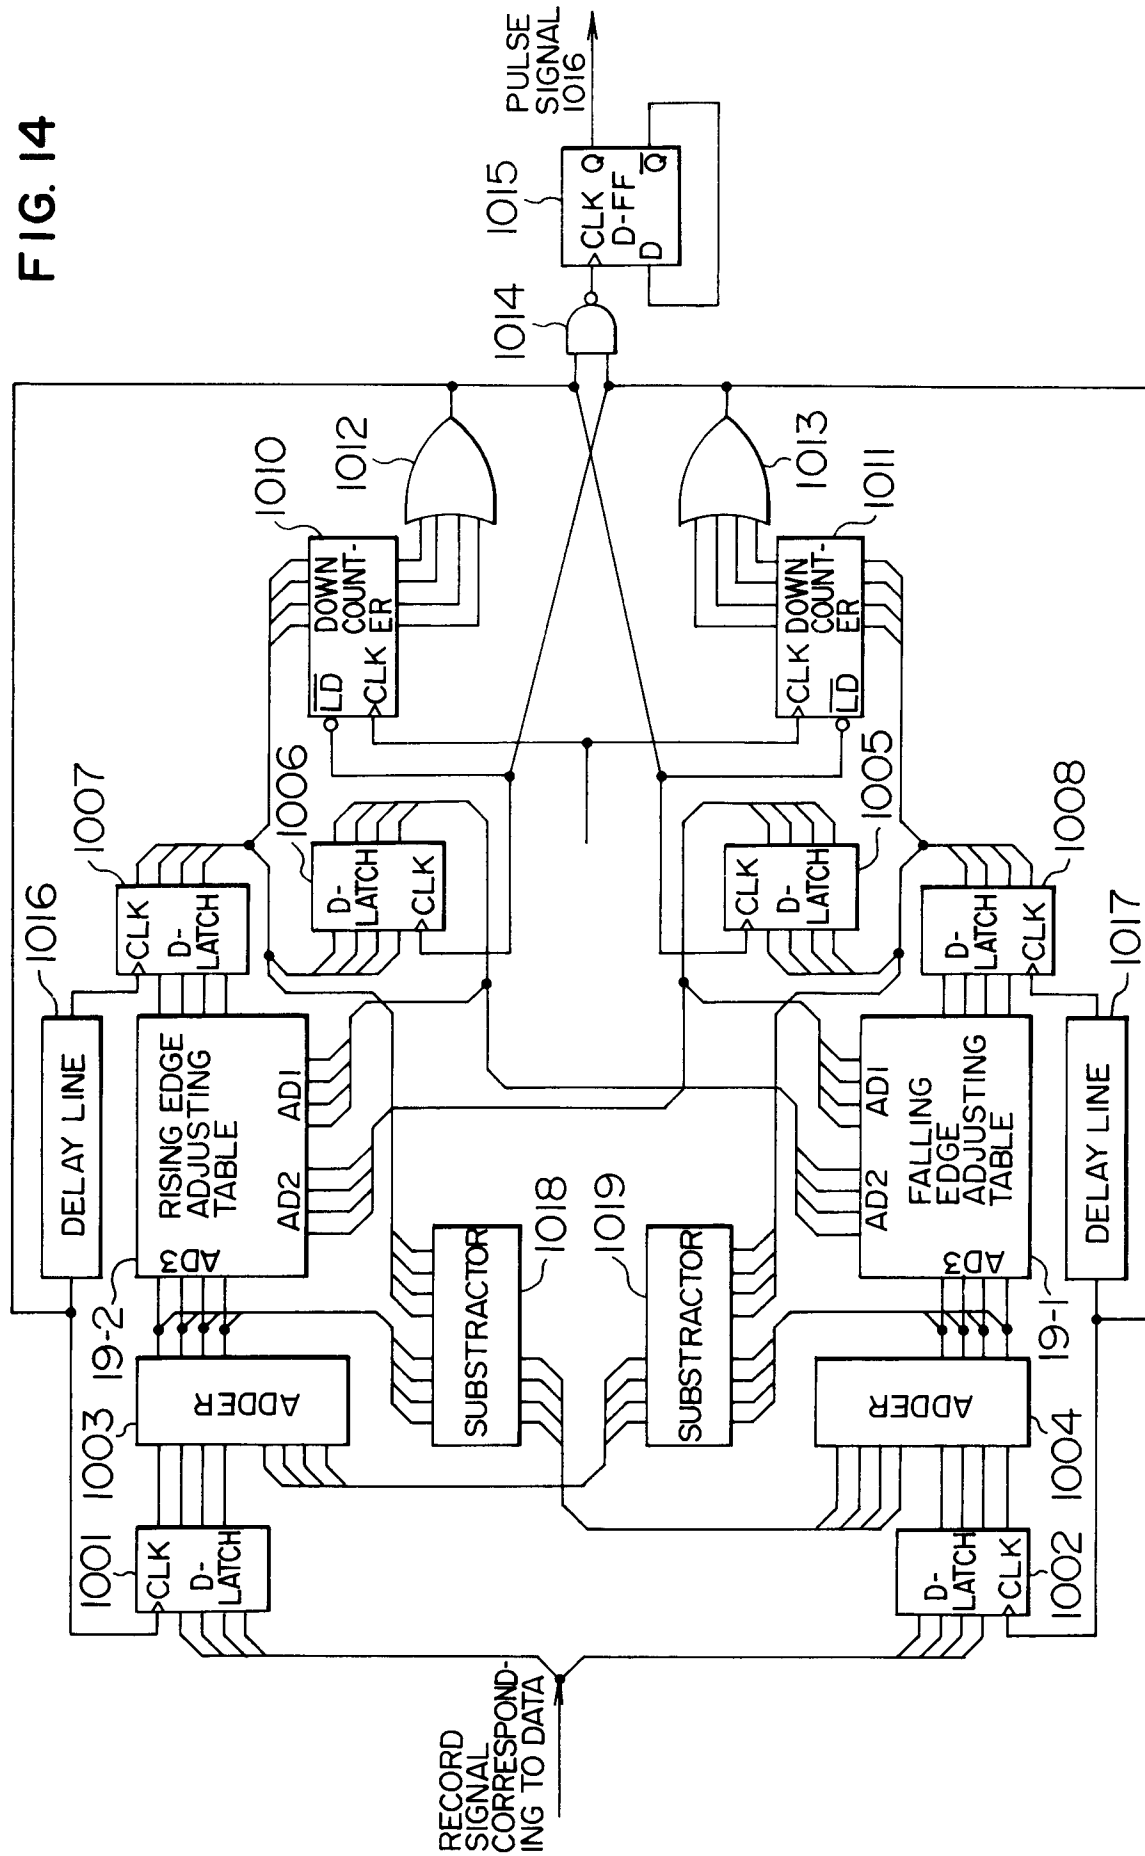 FIG. 14
PULSE
SIGNAL
1016
1015
CLK
Q
D-FF
D
Q
1014
1010
1012
DOWN
COUNT-
ER
LD
CLK
1013
1011
CLK
DOWN
COUNT-
ER
LD
1007
CLK
D-
LATCH
1006
D-
LATCH
CLK
1005
CLK
D-
LATCH
1008
D-
LATCH
CLK
1016
DELAY LINE
1017
DELAY LINE
RISING EDGE
ADJUSTING
TABLE
AD1
AD2
AD3
19-2
FALLING
EDGE
ADJUSTING
TABLE
AD1
AD2
AD3
19-1
SUBSTRACTOR
1018
SUBSTRACTOR
1019
1003
ADDER
ADDER
1004
1001
CLK
D-
LATCH
D-
LATCH
CLK
1002
RECORD
SIGNAL
CORRESPOND-
ING TO DATA